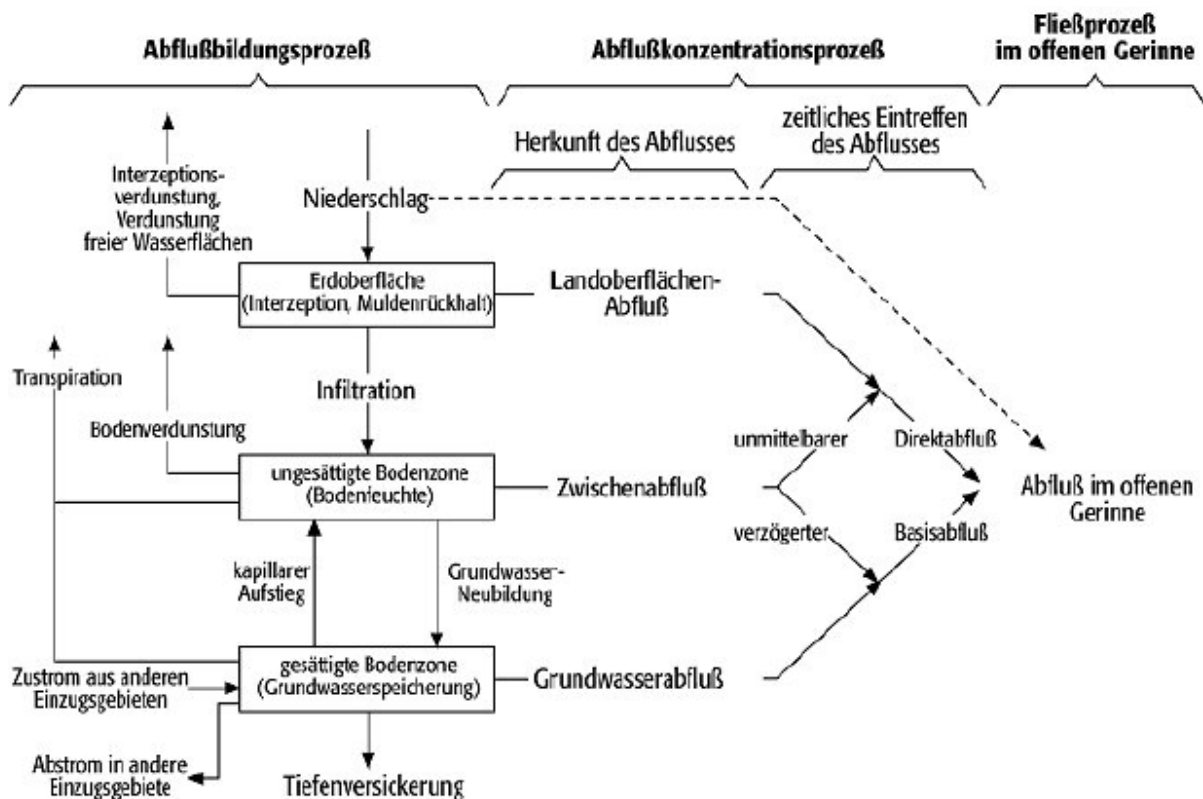 Abflußbildungsprozeß
Abflußkonzentrationsprozeß
Fließprozeß
im offenen Gerinne
Herkunft des Abflusses
zeitliches Eintreffen
des Abflusses
Interzeptions-
verdunstung,
Verdunstung
freier Wasserflächen
Niederschlag
Erdoberfläche
(Interzeption, Muldenrückhalt)
Landoberflächen-
Abfluß
Transpiration
Infiltration
Bodenverdunstung
unmittelbarer
Direktabfluß
ungesättigte Bodenzone
(Bodenfeuchte)
Zwischenabfluß
Abfluß im offenen
Gerinne
verzögerter
Basisabfluß
kapillarer
Aufstieg
Grundwasser-
Neubildung
gesättigte Bodenzone
(Grundwasserspeicherung)
Grundwasserabfluß
Zustrom aus anderen
Einzugsgebieten
Abstrom in andere
Einzugsgebiete
Tiefenversickerung